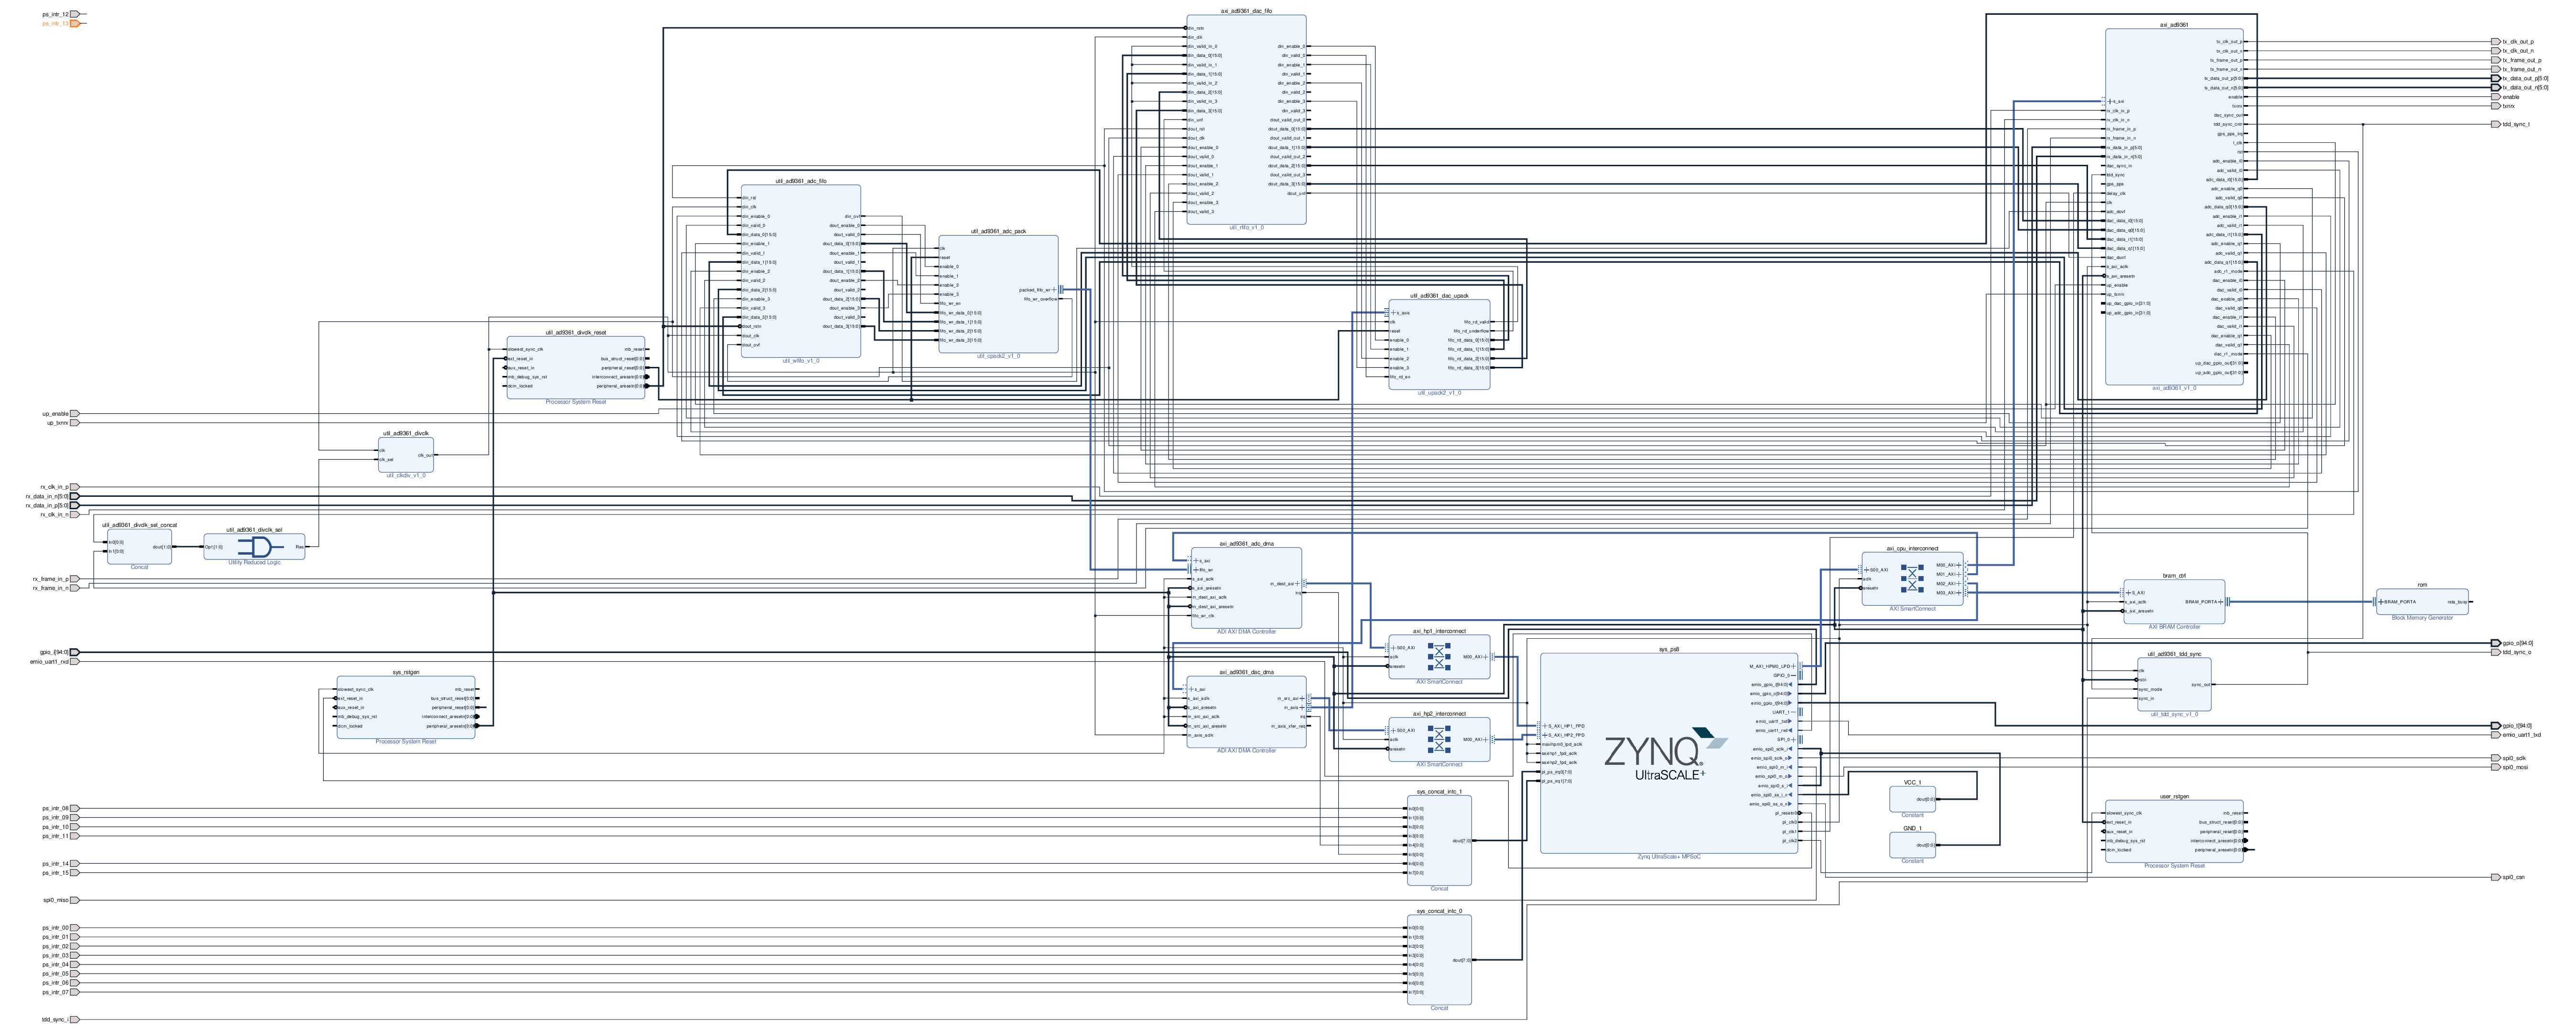 ps_intr_12
ps_intr_13
up_enable
up_txnrx
rx_clk_in_p
rx_data_in_n[5:0]
rx_data_in_p[5:0]
rx_clk_in_n
rx_frame_in_p
rx_frame_in_n
gpio_i[94:0]
emio_uart1_rxd
ps_intr_08
ps_intr_09
ps_intr_10
ps_intr_11
ps_intr_14
ps_intr_15
spi0_miso
ps_intr_00
ps_intr_01
ps_intr_02
ps_intr_03
ps_intr_04
ps_intr_05
ps_intr_06
ps_intr_07
tdd_sync_i
util_ad9361_divclk_sel_concat
In0[0:0]
In1[0:0]
dout[1:0]
Concat
util_ad9361_divclk_sel
Op1[1:0]
Res
Utility Reduced Logic
util_ad9361_divclk
clk
clk_sel
clk_out
util_clkdiv_v1_0
sys_rstgen
slowest_sync_clk
ext_reset_in
aux_reset_in
mb_debug_sys_rst
dcm_locked
mb_reset
bus_struct_reset[0:0]
peripheral_reset[0:0]
interconnect_aresetn[0:0]
peripheral_aresetn[0:0]
Processor System Reset
util_ad9361_divclk_reset
slowest_sync_clk
ext_reset_in
aux_reset_in
mb_debug_sys_rst
dcm_locked
mb_reset
bus_struct_reset[0:0]
peripheral_reset[0:0]
interconnect_aresetn[0:0]
peripheral_aresetn[0:0]
Processor System Reset
util_ad9361_adc_fifo
din_rst
din_clk
din_enable_0
din_valid_0
din_data_0[15:0]
din_enable_1
din_valid_1
din_data_1[15:0]
din_enable_2
din_valid_2
din_data_2[15:0]
din_enable_3
din_valid_3
din_data_3[15:0]
dout_rstn
dout_clk
dout_ovf
din_ovf
dout_enable_0
dout_valid_0
dout_data_0[15:0]
dout_enable_1
dout_valid_1
dout_data_1[15:0]
dout_enable_2
dout_valid_2
dout_data_2[15:0]
dout_enable_3
dout_valid_3
dout_data_3[15:0]
util_wfifo_v1_0
util_ad9361_adc_pack
clk
reset
enable_0
enable_1
enable_2
enable_3
fifo_wr_en
fifo_wr_data_0[15:0]
fifo_wr_data_1[15:0]
fifo_wr_data_2[15:0]
fifo_wr_data_3[15:0]
packed_fifo_wr
fifo_wr_overflow
util_cpack2_v1_0
axi_ad9361_dac_fifo
din_rstn
din_clk
din_valid_in_0
din_data_0[15:0]
din_valid_in_1
din_data_1[15:0]
din_valid_in_2
din_data_2[15:0]
din_valid_in_3
din_data_3[15:0]
din_unf
dout_rst
dout_clk
dout_enable_0
dout_valid_0
dout_enable_1
dout_valid_1
dout_enable_2
dout_valid_2
dout_enable_3
dout_valid_3
din_enable_0
din_valid_0
din_enable_1
din_valid_1
din_enable_2
din_valid_2
din_enable_3
din_valid_3
dout_valid_out_0
dout_data_0[15:0]
dout_valid_out_1
dout_data_1[15:0]
dout_valid_out_2
dout_data_2[15:0]
dout_valid_out_3
dout_data_3[15:0]
dout_unf
util_rfifo_v1_0
util_ad9361_dac_upack
s_axis
clk
reset
enable_0
enable_1
enable_2
enable_3
fifo_rd_en
fifo_rd_valid
fifo_rd_underflow
fifo_rd_data_0[15:0]
fifo_rd_data_1[15:0]
fifo_rd_data_2[15:0]
fifo_rd_data_3[15:0]
util_upack2_v1_0
axi_ad9361_adc_dma
s_axi
fifo_wr
s_axi_aclk
s_axi_aresetn
m_dest_axi_aclk
m_dest_axi_aresetn
fifo_wr_clk
m_dest_axi
irq
ADI AXI DMA Controller
axi_ad9361_dac_dma
s_axi
s_axi_aclk
s_axi_aresetn
m_src_axi_aclk
m_src_axi_aresetn
m_axis_aclk
m_src_axi
m_axis
irq
m_axis_xfer_req
ADI AXI DMA Controller
axi_hp1_interconnect
S00_AXI
aclk
aresetn
M00_AXI
AXI SmartConnect
axi_hp2_interconnect
S00_AXI
aclk
aresetn
M00_AXI
AXI SmartConnect
sys_concat_intc_1
In0[0:0]
In1[0:0]
In2[0:0]
In3[0:0]
In4[0:0]
In5[0:0]
In6[0:0]
In7[0:0]
dout[7:0]
Concat
sys_concat_intc_0
In0[0:0]
In1[0:0]
In2[0:0]
In3[0:0]
In4[0:0]
In5[0:0]
In6[0:0]
In7[0:0]
dout[7:0]
Concat
sys_ps8
S_AXI_HP1_FPD
S_AXI_HP2_FPD
maxihpm0_lpd_aclk
saxihp1_fpd_aclk
saxihp2_fpd_aclk
pl_ps_irq0[7:0]
pl_ps_irq1[7:0]
ZYNQ
UltraSCALE+
M_AXI_HPM0_LPD
GPIO_0
emio_gpio_i[94:0]
emio_gpio_o[94:0]
emio_gpio_t[94:0]
UART_1
emio_uart1_txd
emio_uart1_rxd
SPI_0
emio_spi0_sclk_i
emio_spi0_sclk_o
emio_spi0_m_i
emio_spi0_m_o
emio_spi0_s_i
emio_spi0_ss_i_n
emio_spi0_ss_o_n
pl_resetn0
pl_clk0
pl_clk1
pl_clk2
Zynq UltraScale+ MPSoC
axi_cpu_interconnect
S00_AXI
aclk
aresetn
M00_AXI
M01_AXI
M02_AXI
M03_AXI
AXI SmartConnect
VCC_1
dout[0:0]
Constant
GND_1
dout[0:0]
Constant
axi_ad9361
s_axi
rx_clk_in_p
rx_clk_in_n
rx_frame_in_p
rx_frame_in_n
rx_data_in_p[5:0]
rx_data_in_n[5:0]
dac_sync_in
tdd_sync
gps_pps
delay_clk
clk
adc_dovf
dac_data_i0[15:0]
dac_data_q0[15:0]
dac_data_i1[15:0]
dac_data_q1[15:0]
dac_dunf
s_axi_aclk
s_axi_aresetn
up_enable
up_txnrx
up_dac_gpio_in[31:0]
up_adc_gpio_in[31:0]
tx_clk_out_p
tx_clk_out_n
tx_frame_out_p
tx_frame_out_n
tx_data_out_p[5:0]
tx_data_out_n[5:0]
enable
txnrx
dac_sync_out
tdd_sync_cntr
gps_pps_irq
l_clk
rst
adc_enable_i0
adc_valid_i0
adc_data_i0[15:0]
adc_enable_q0
adc_valid_q0
adc_data_q0[15:0]
adc_enable_i1
adc_valid_i1
adc_data_i1[15:0]
adc_enable_q1
adc_valid_q1
adc_data_q1[15:0]
adc_r1_mode
dac_enable_i0
dac_valid_i0
dac_enable_q0
dac_valid_q0
dac_enable_i1
dac_valid_i1
dac_enable_q1
dac_valid_q1
dac_r1_mode
up_dac_gpio_out[31:0]
up_adc_gpio_out[31:0]
axi_ad9361_v1_0
bram_ctrl
S_AXI
s_axi_aclk
s_axi_aresetn
BRAM_PORTA
AXI BRAM Controller
rom
BRAM_PORTA
rsta_busy
Block Memory Generator
util_ad9361_tdd_sync
clk
rstn
sync_mode
sync_in
sync_out
util_tdd_sync_v1_0
user_rstgen
slowest_sync_clk
ext_reset_in
aux_reset_in
mb_debug_sys_rst
dcm_locked
mb_reset
bus_struct_reset[0:0]
peripheral_reset[0:0]
interconnect_aresetn[0:0]
peripheral_aresetn[0:0]
Processor System Reset
tx_clk_out_p
tx_clk_out_n
tx_frame_out_p
tx_frame_out_n
tx_data_out_p[5:0]
tx_data_out_n[5:0]
enable
txnrx
tdd_sync_t
gpio_o[94:0]
tdd_sync_o
gpio_t[94:0]
emio_uart1_txd
spi0_sclk
spi0_mosi
spi0_csn